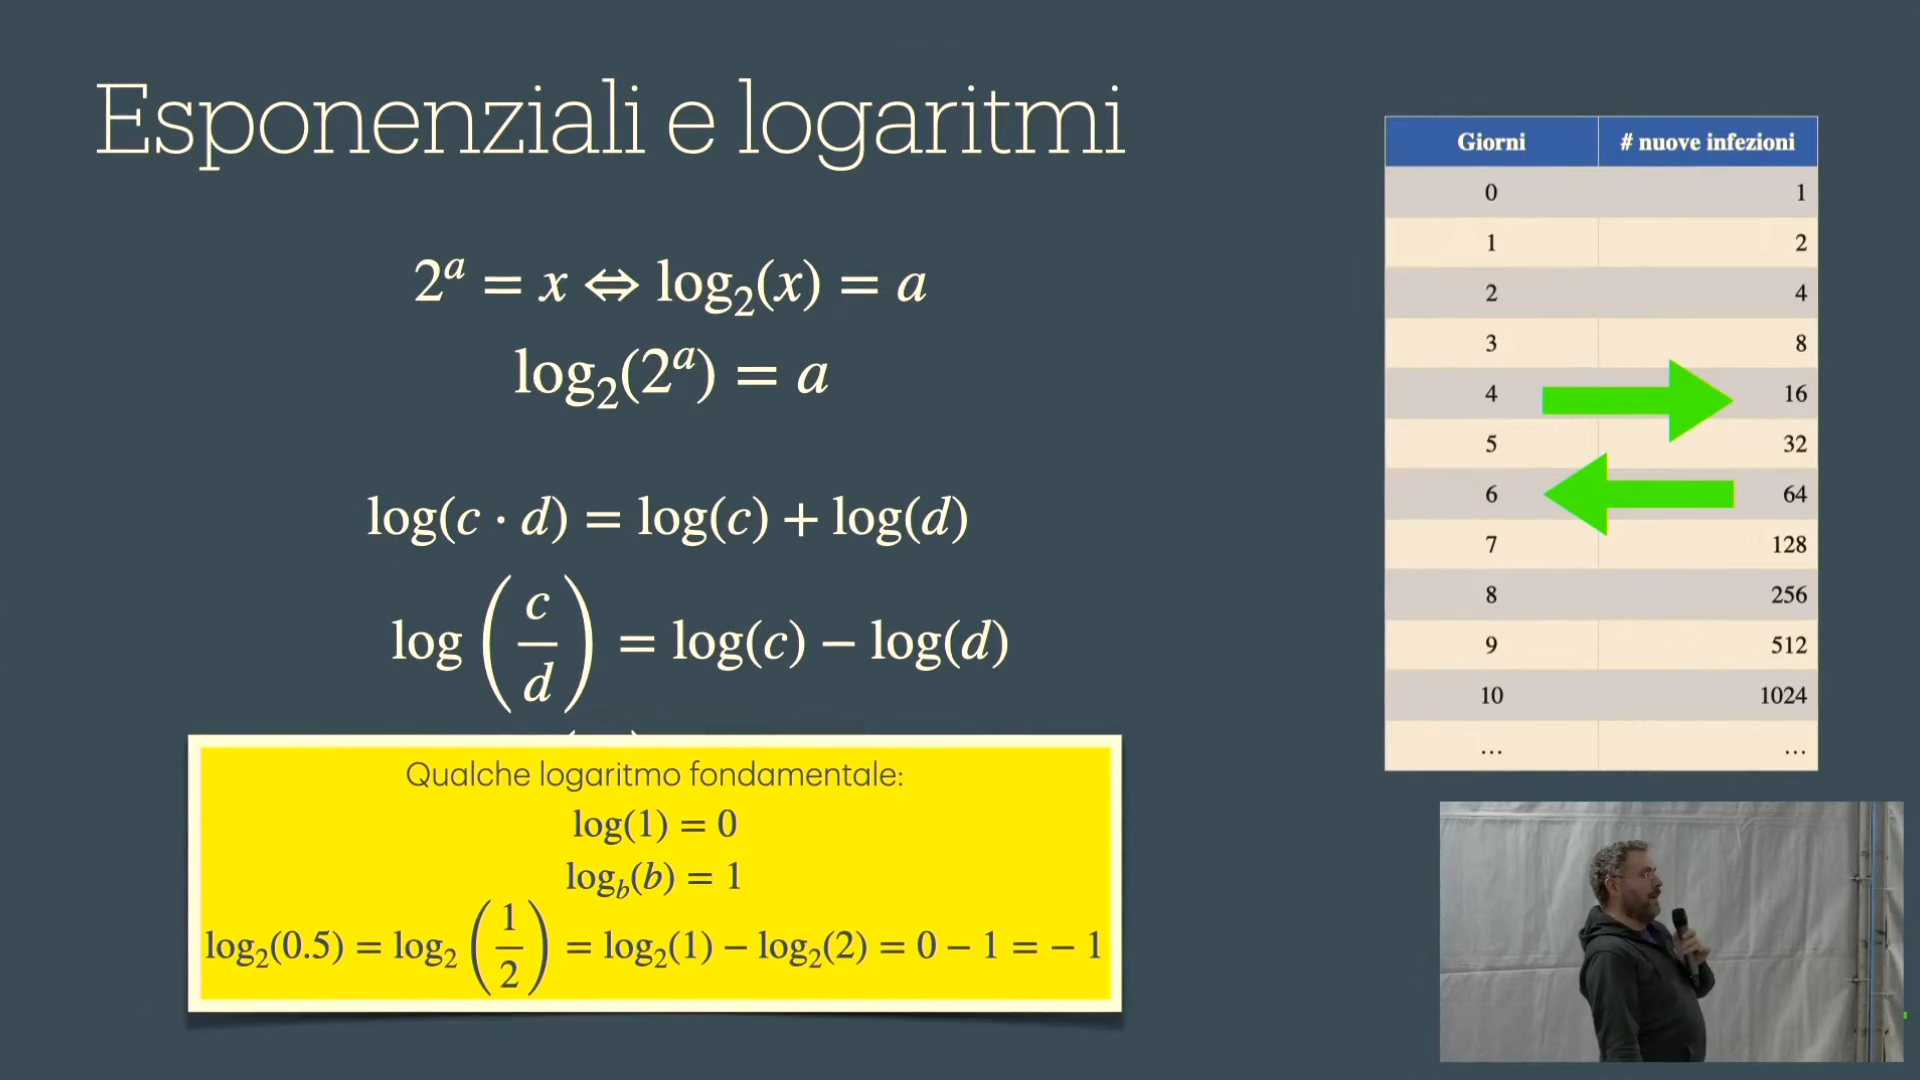 Esponenziali e logaritmi
2^a = x ⇔ log₂(x) = a
log₂(2^a) = a
log(c · d) = log(c) + log(d)
log(c/d) = log(c) − log(d)
Qualche logaritmo fondamentale:
log(1) = 0
log_b(b) = 1
log₂(0.5) = log₂(1/2) = log₂(1) − log₂(2) = 0 − 1 = − 1
Giorni # nuove infezioni
0 1
1 2
2 4
3 8
4 16
5 32
6 64
7 128
8 256
9 512
10 1024
… …